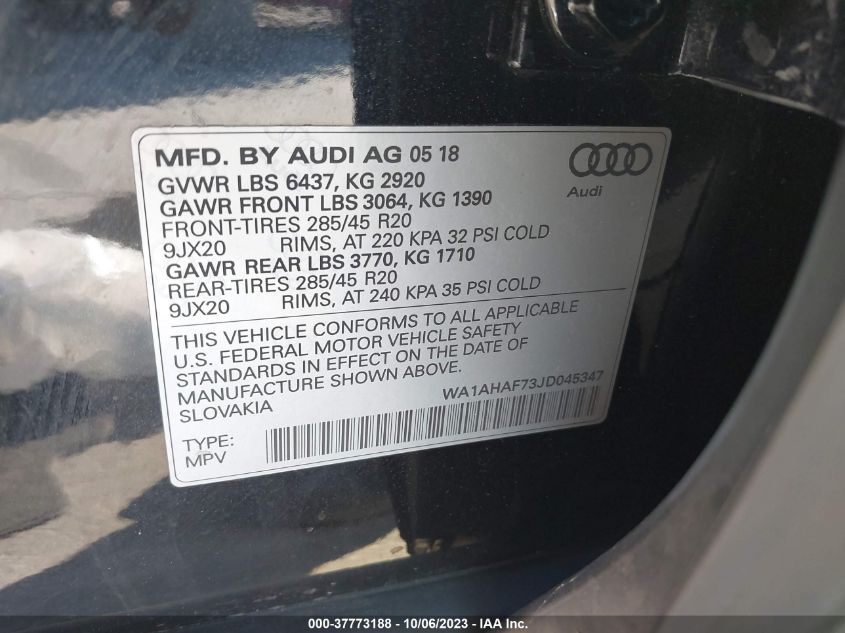 MFD. BY AUDI AG 05 18
Audi
GVWR LBS 6437, KG 2920
GAWR FRONT LBS 3064, KG 1390
FRONT-TIRES 285/45 R20
9JX20 RIMS, AT 220 KPA 32 PSI COLD
GAWR REAR LBS 3770, KG 1710
REAR-TIRES 285/45 R20
9JX20 RIMS, AT 240 KPA 35 PSI COLD
THIS VEHICLE CONFORMS TO ALL APPLICABLE
U.S. FEDERAL MOTOR VEHICLE SAFETY
STANDARDS IN EFFECT ON THE DATE OF
MANUFACTURE SHOWN ABOVE.
SLOVAKIA
WA1AHAF73JD045347
TYPE:
MPV
000-37773188 - 10/06/2023 - IAA Inc.